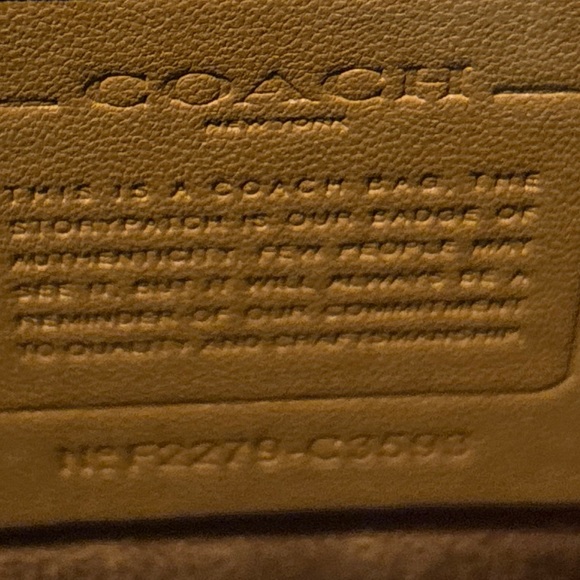 COACH
NEW YORK
THIS IS A COACH BAG. THE
STORYPATCH IS OUR BADGE OF
AUTHENTICITY. FEW PEOPLE MAY
SEE IT, BUT IT WILL ALWAYS BE A
REMINDER OF OUR COMMITMENT
TO QUALITY AND CRAFTSMANSHIP.